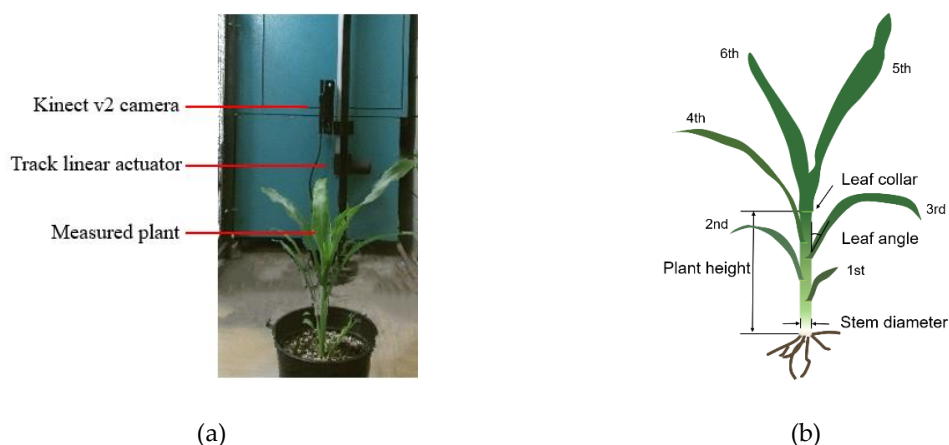 Kinect v2 camera
Track linear actuator
Measured plant
6th
5th
4th
Leaf collar
3rd
2nd
Leaf angle
Plant height
1st
Stem diameter
(a)
(b)